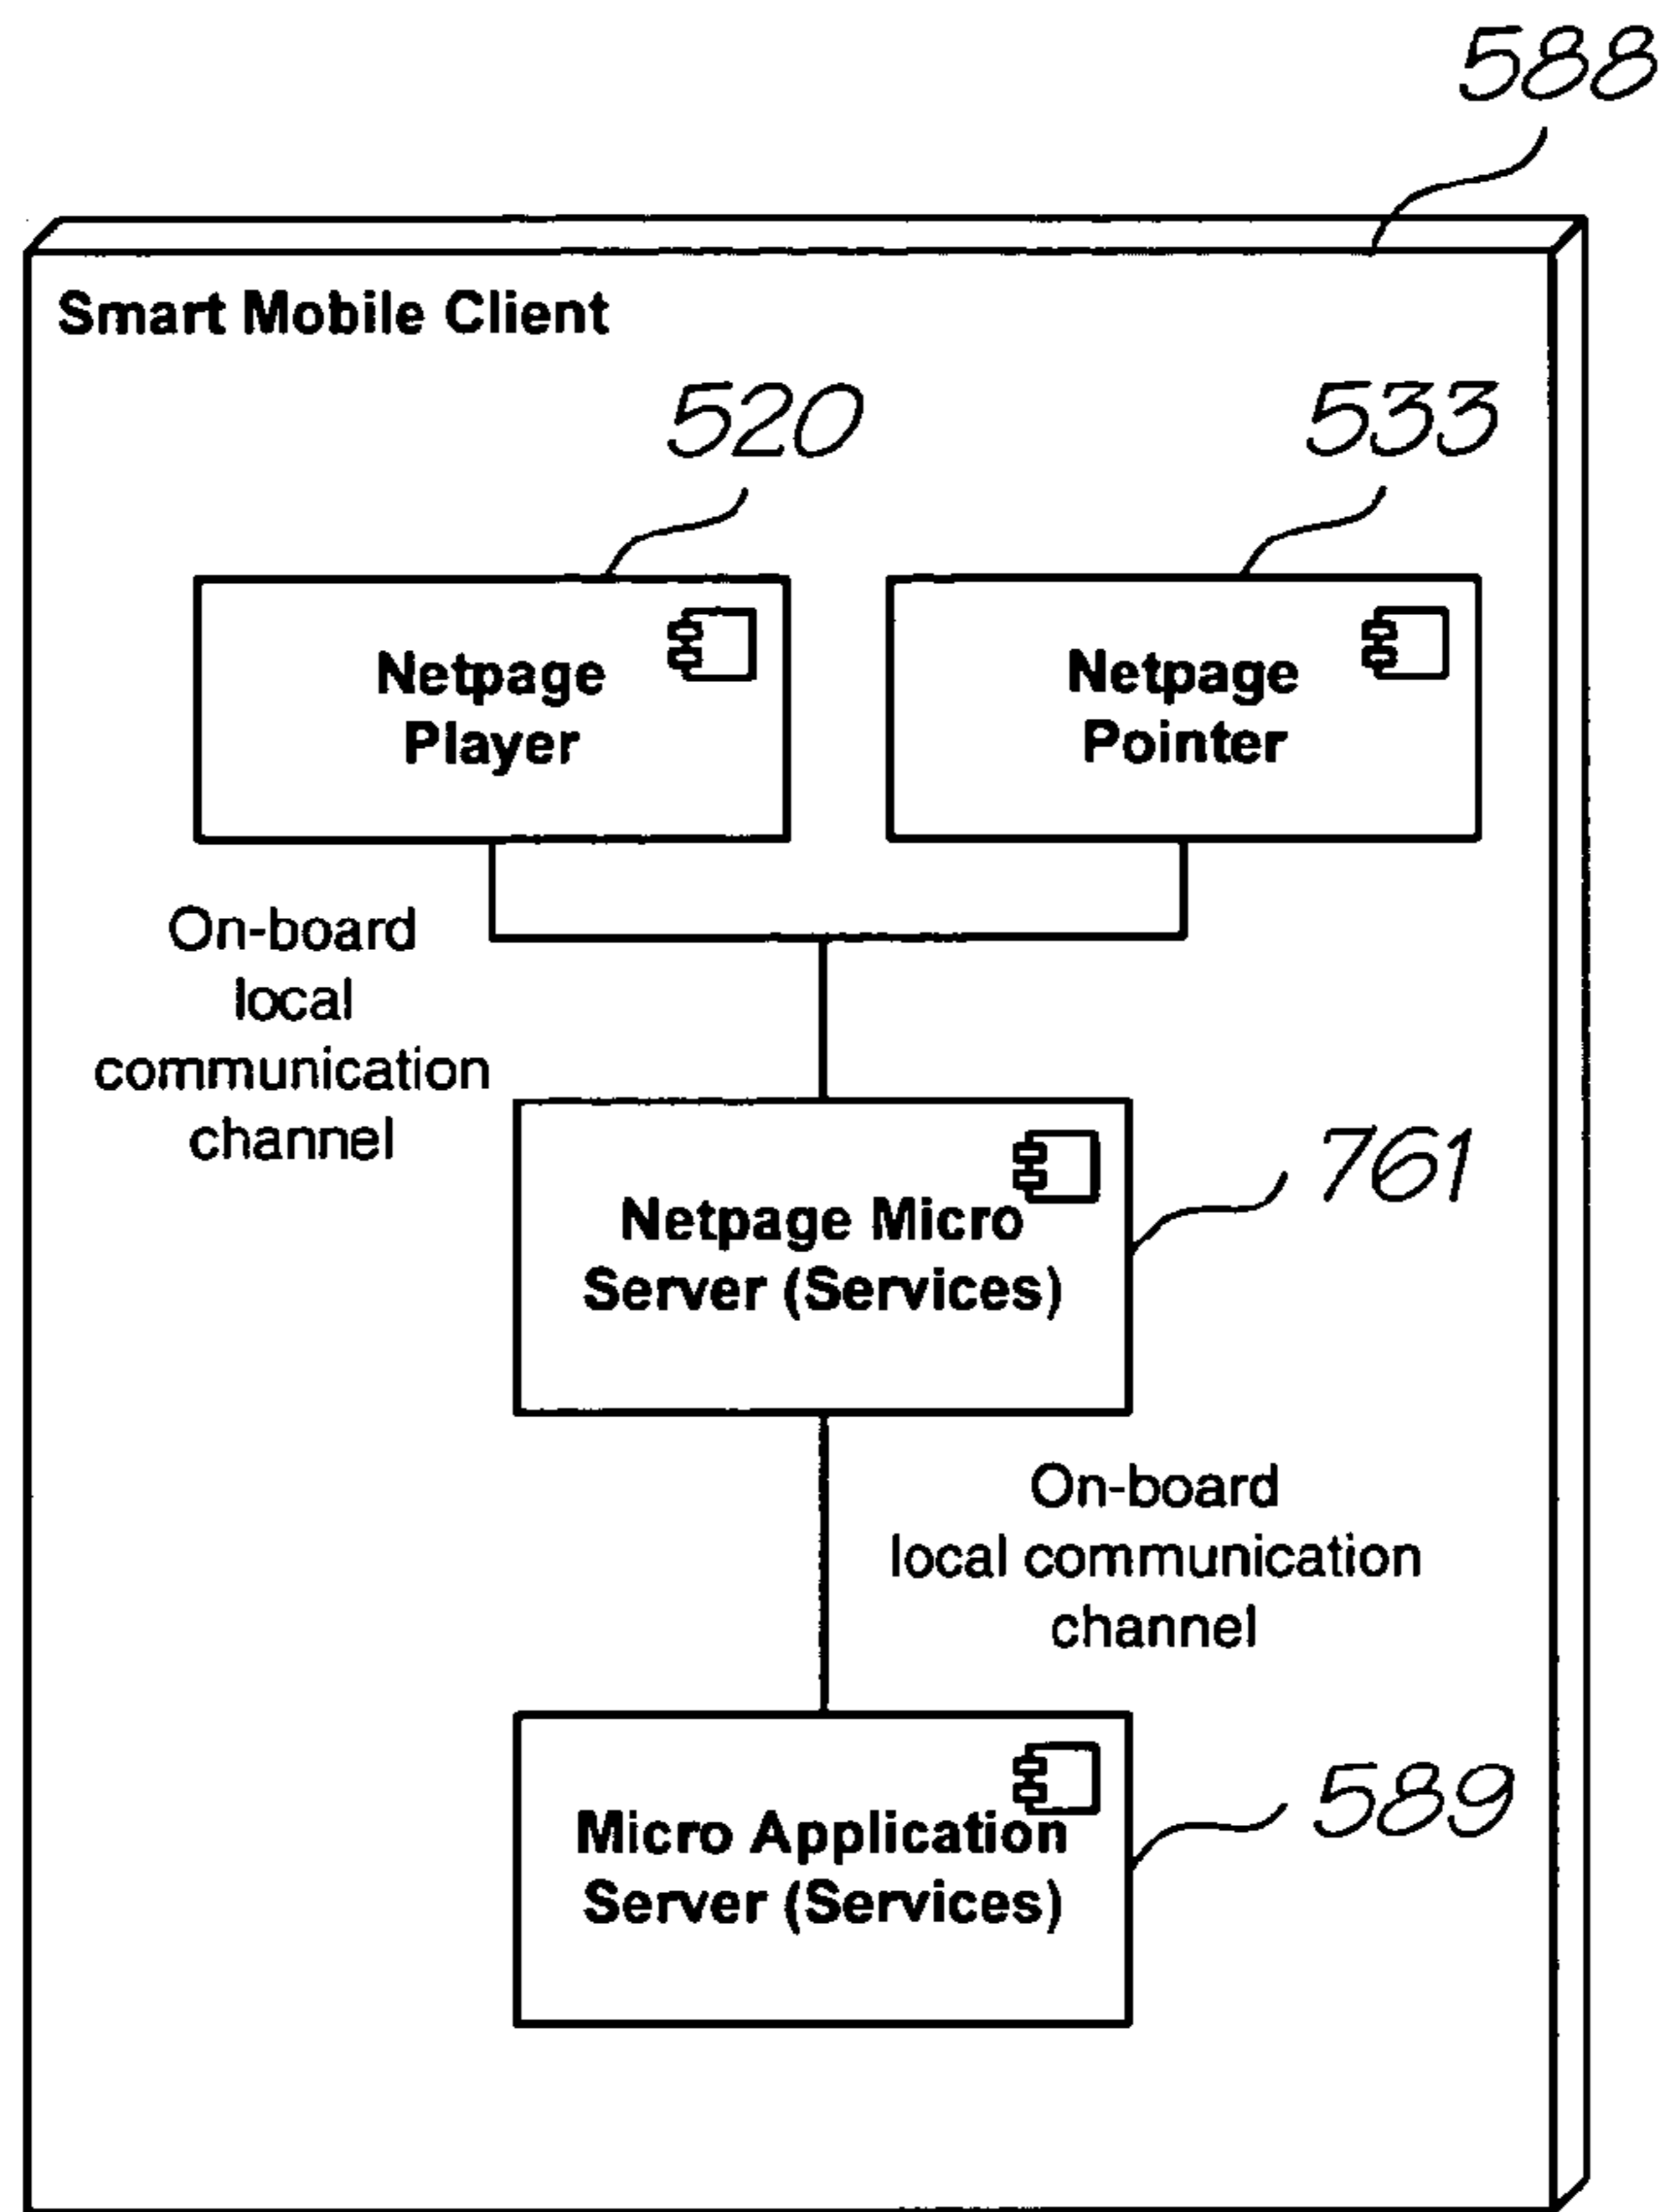 588
Smart Mobile Client
520
533
Netpage
Player
Netpage
Pointer
On-board
local
communication
channel
761
Netpage Micro
Server (Services)
On-board
local communication
channel
589
Micro Application
Server (Services)